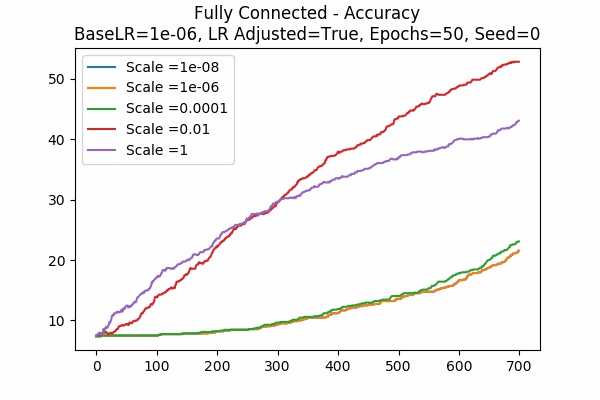 Fully Connected - Accuracy
BaseLR=1e-06, LR Adjusted=True, Epochs=50, Seed=0
Scale =1e-08
Scale =1e-06
Scale =0.0001
Scale =0.01
Scale =1
50
40
30
20
10
0 100 200 300 400 500 600 700